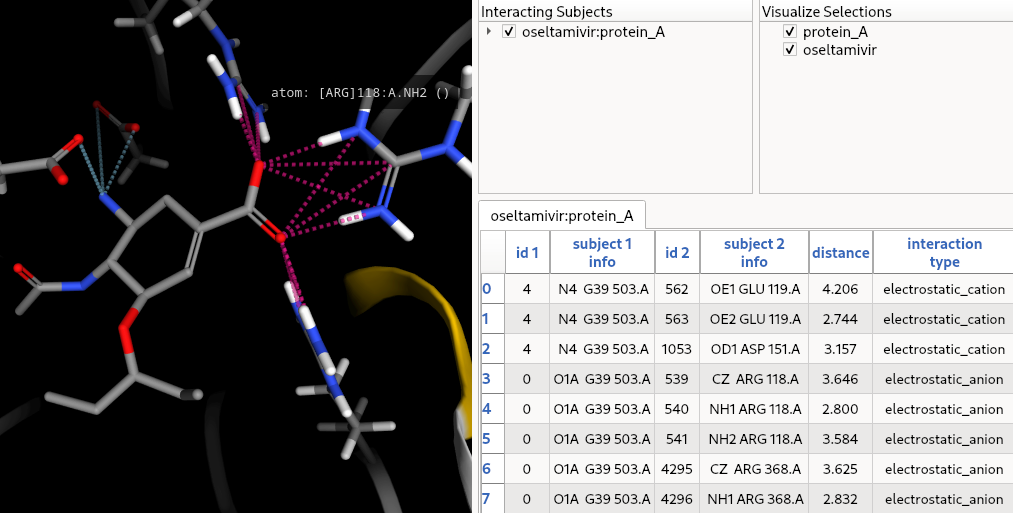 atom: [ARG]118:A.NH2 ()
Interacting Subjects
oseltamivir:protein_A
Visualize Selections
protein_A
oseltamivir
oseltamivir:protein_A
id 1 subject 1 info id 2 subject 2 info distance interaction type
0 4 N4 G39 503.A 562 OE1 GLU 119.A 4.206 electrostatic_cation
1 4 N4 G39 503.A 563 OE2 GLU 119.A 2.744 electrostatic_cation
2 4 N4 G39 503.A 1053 OD1 ASP 151.A 3.157 electrostatic_cation
3 0 O1A G39 503.A 539 CZ ARG 118.A 3.646 electrostatic_anion
4 0 O1A G39 503.A 540 NH1 ARG 118.A 2.800 electrostatic_anion
5 0 O1A G39 503.A 541 NH2 ARG 118.A 3.584 electrostatic_anion
6 0 O1A G39 503.A 4295 CZ ARG 368.A 3.625 electrostatic_anion
7 0 O1A G39 503.A 4296 NH1 ARG 368.A 2.832 electrostatic_anion